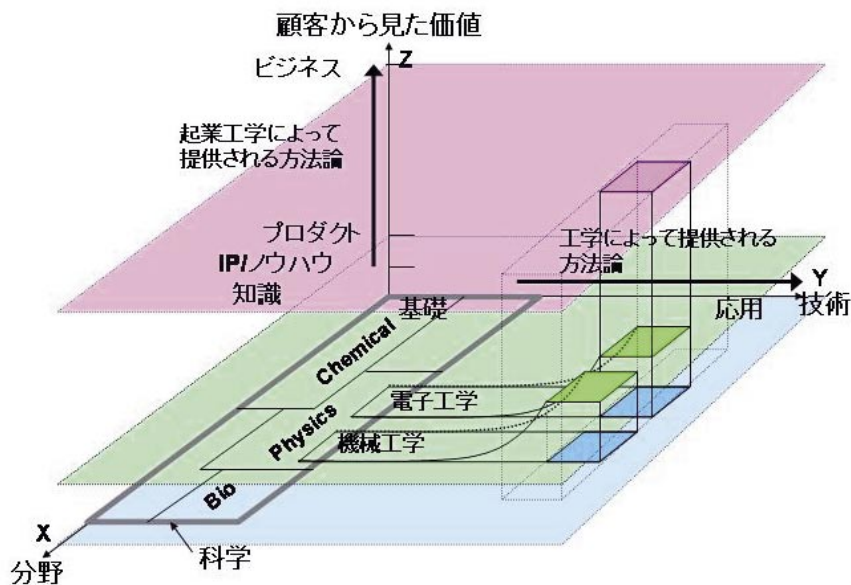 顧客から見た価値
Z
ビジネス
起業工学によって
提供される方法論
プロダクト
IP/ノウハウ
知識
工学によって提供される
方法論
Y
基礎
応用
技術
Chemical
Physics
Bio
電子工学
機械工学
X
分野
科学